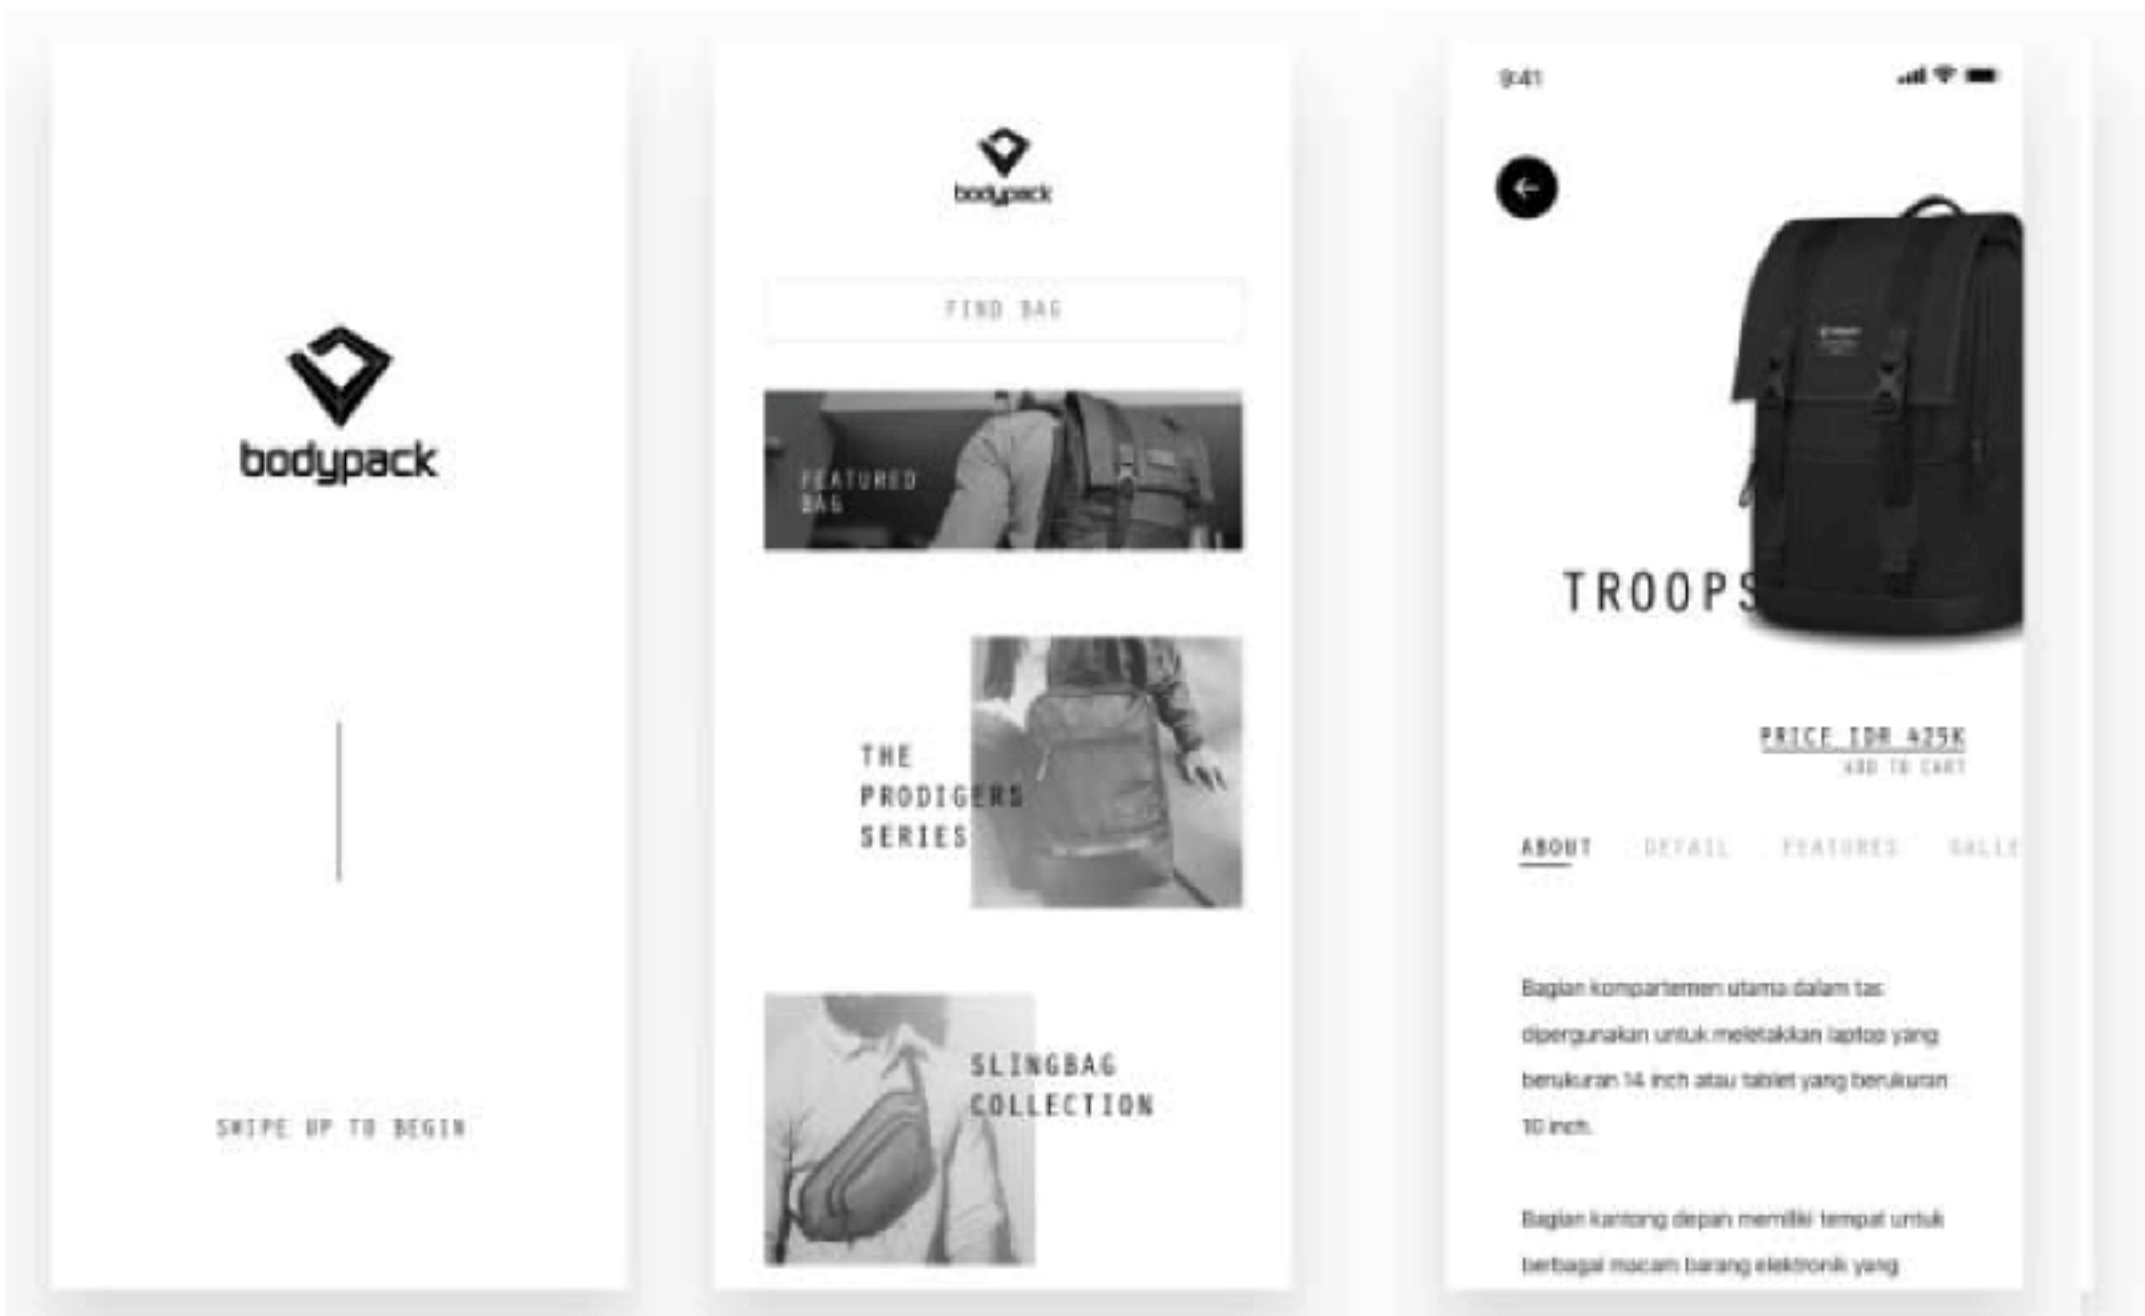 bodypack
SWIPE UP TO BEGIN
bodypack
FIND BAG
FEATURED
BAG
THE
PRODIGERS
SERIES
SLINGBAG
COLLECTION
9:41
TROOPS
PRICE IDR
ADD TO CART
ABOUT DETAIL FEATURES GALLE
Bagian kompartemen utama dalam tas
dipergunakan untuk meletakkan laptop yang
berukuran 14 inch atau tablet yang berukuran
10 inch.
Bagian kantong depan memiliki tempat untuk
berbagai macam barang elektronik yang